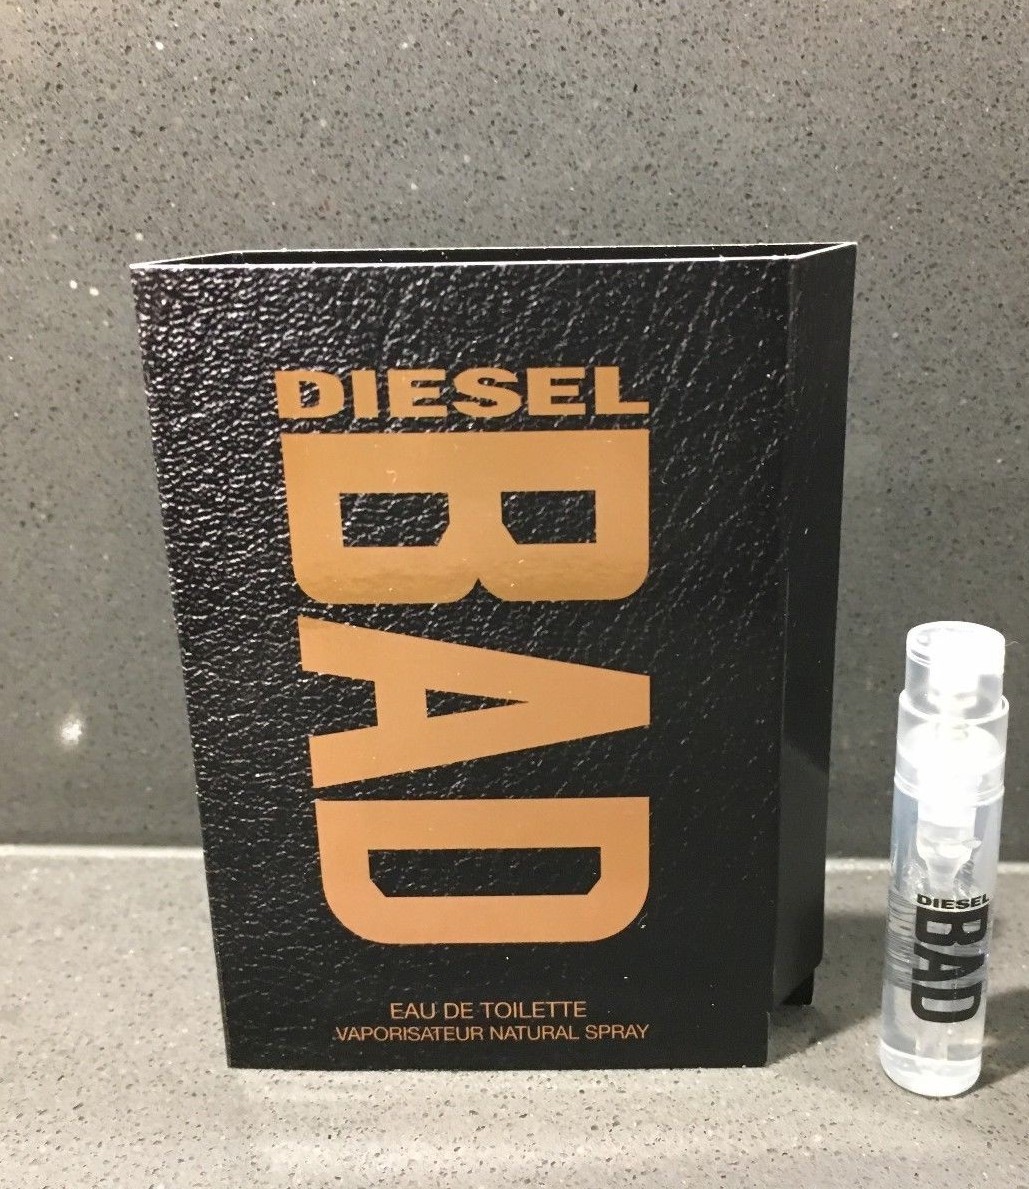 DIESEL
BAD
EAU DE TOILETTE
VAPORISATEUR NATURAL SPRAY
DIESEL
BAD